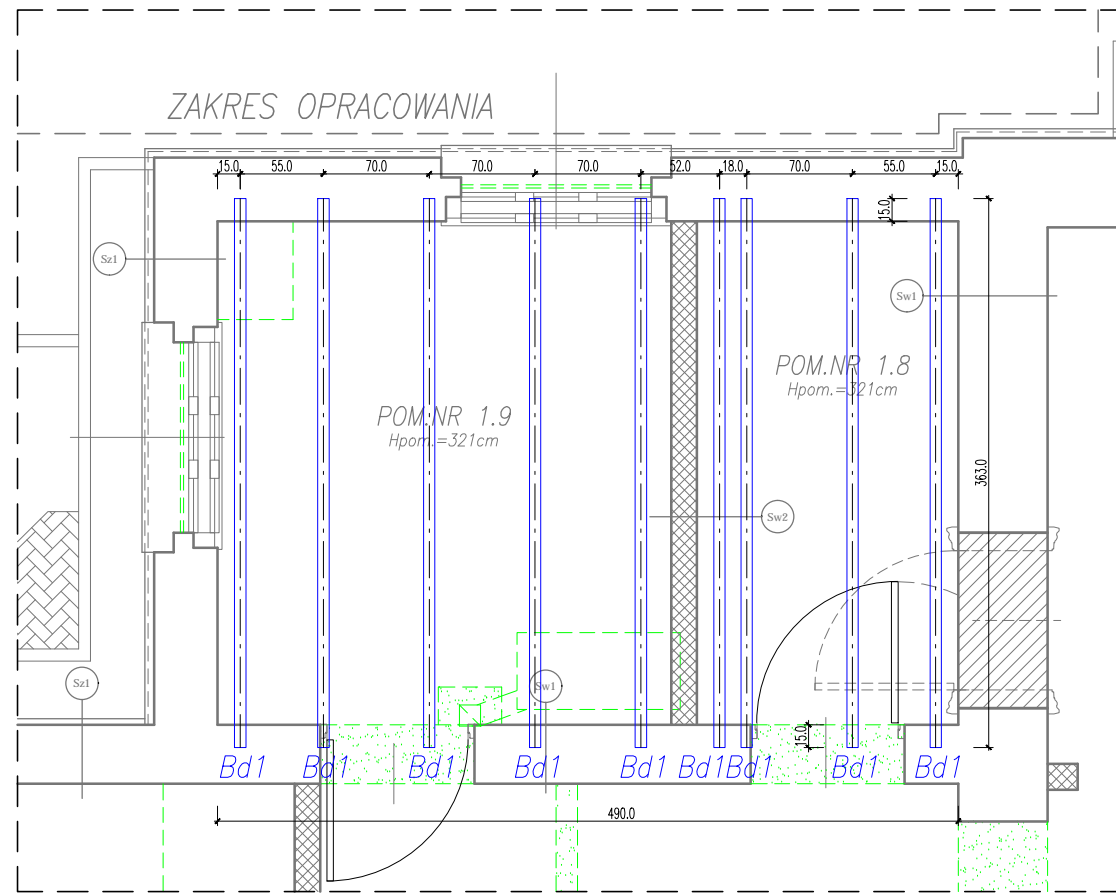 ZAKRES OPRACOWANIA
15.0 55.0 70.0 70.0 70.0 52.0 18.0 70.0 55.0 15.0
15.0
Sz1
Sw1
POM.NR 1.8
Hpom.=321cm
POM.NR 1.9
Hpom.=321cm
363.0
Sw2
Sz1
Sw1
15.0
Bd1 Bd1 Bd1 Bd1 Bd1 Bd1 Bd1 Bd1 Bd1
490.0